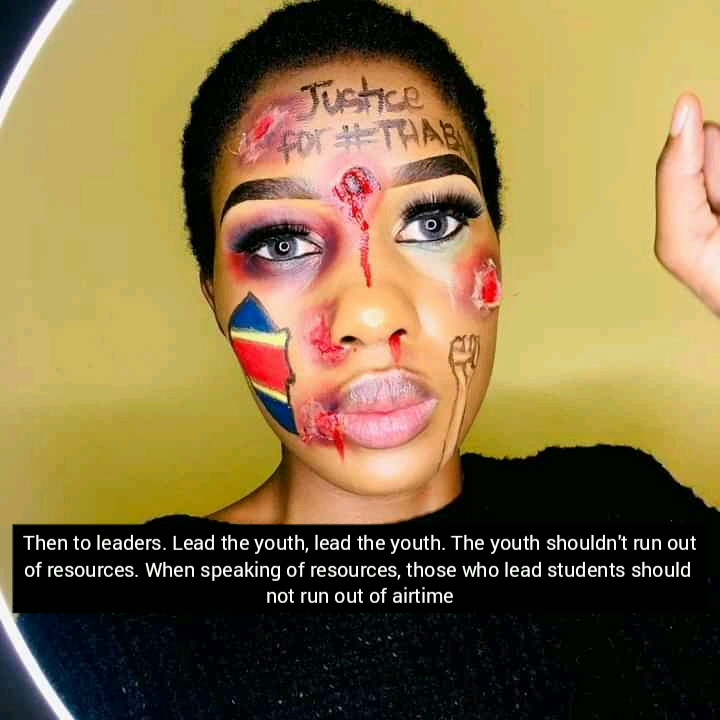 Justice
for #THAB
Then to leaders. Lead the youth, lead the youth. The youth shouldn't run out
of resources. When speaking of resources, those who lead students should
not run out of airtime